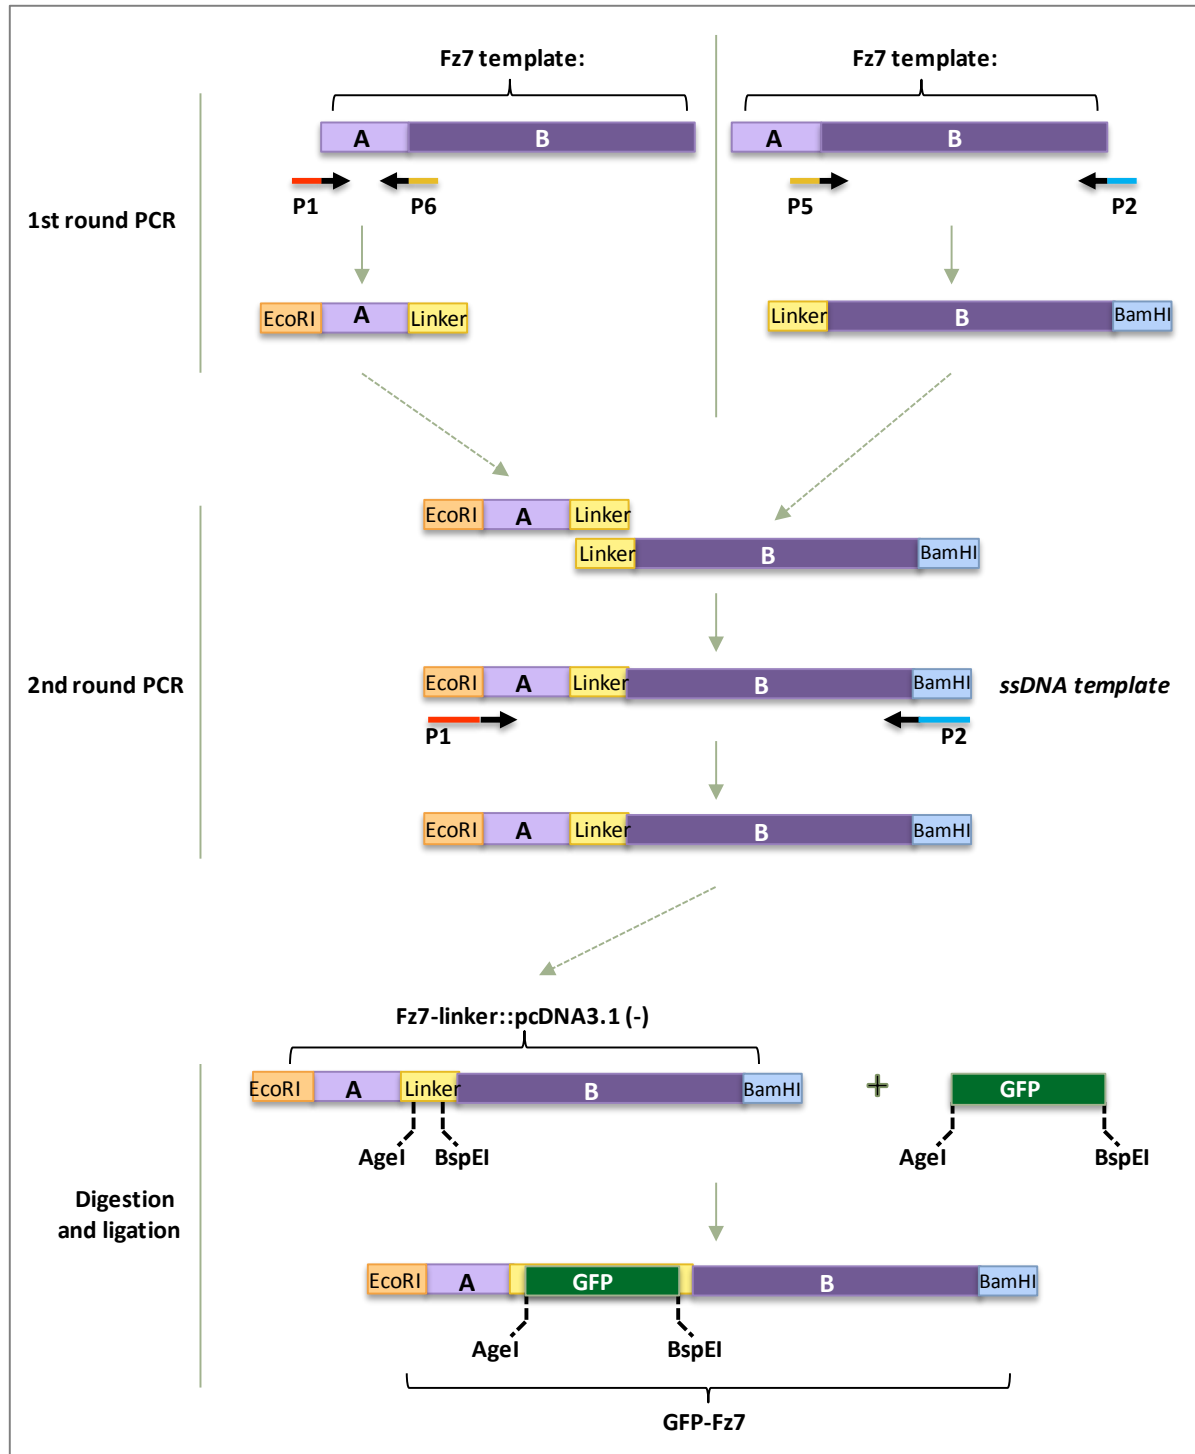 Fz7 template:
Fz7 template:
A
B
A
B
P1
P6
P5
P2
1st round PCR
EcoRI
A
Linker
Linker
B
BamHI
EcoRI
A
Linker
Linker
B
BamHI
2nd round PCR
EcoRI
A
Linker
B
BamHI
ssDNA template
P1
P2
EcoRI
A
Linker
B
BamHI
Fz7-linker::pcDNA3.1 (-)
EcoRI
A
Linker
B
BamHI
+
GFP
AgeI
BspEI
AgeI
BspEI
Digestion
and ligation
EcoRI
A
GFP
B
BamHI
AgeI
BspEI
GFP-Fz7